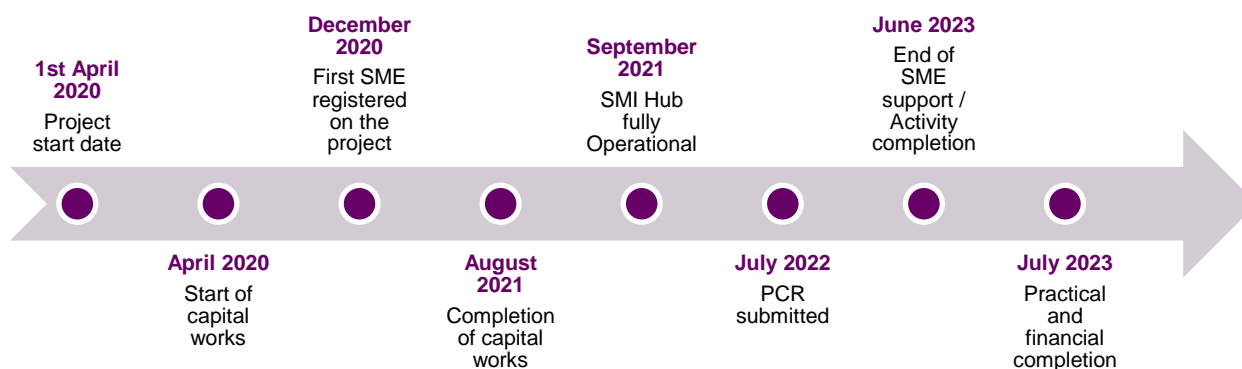 1st April
2020
Project
start date
April 2020
Start of
capital
works
December
2020
First SME
registered
on the
project
August
2021
Completion
of capital
works
September
2021
SMI Hub
fully
Operational
July 2022
PCR
submitted
June 2023
End of
SME
support /
Activity
completion
July 2023
Practical
and
financial
completion